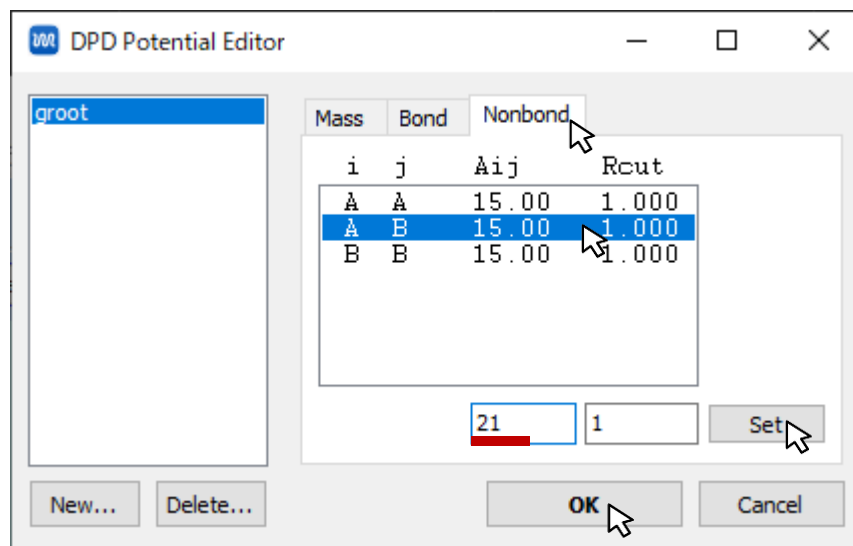 DPD Potential Editor
groot
Mass Bond Nonbond
i j Aij Rcut
A A 15.00 1.000
A B 15.00 1.000
B B 15.00 1.000
21 1 Set
New... Delete... OK Cancel